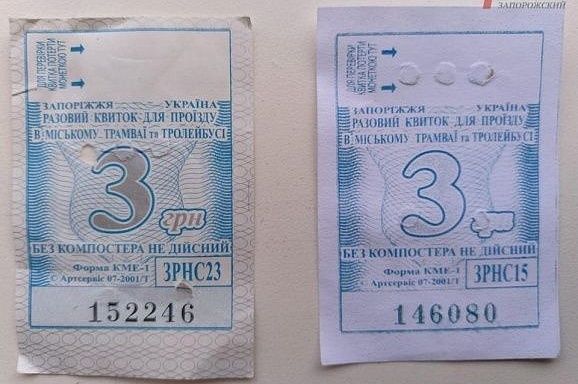 ЗАПОРОЖСКИЙ
ДЛЯ ПЕРЕВІРКИ
КВИТКА ПОТЕРТИ
МОНЕТКОЮ ТУТ
ЗАПОРІЖЖЯ УКРАЇНА
РАЗОВИЙ КВИТОК ДЛЯ ПРОЇЗДУ
В МІСЬКОМУ ТРАМВАЇ та ТРОЛЕЙБУСІ
3 грн
БЕЗ КОМПОСТЕРА НЕ ДІЙСНИЙ
Форма КМЕ-1
© Артсервіс 07-2001/Т
ЗРНС23
152246
ДЛЯ ПЕРЕВІРКИ
КВИТКА ПОТЕРТИ
МОНЕТКОЮ ТУТ
ЗАПОРІЖЖЯ УКРАЇНА
РАЗОВИЙ КВИТОК ДЛЯ ПРОЇЗДУ
В МІСЬКОМУ ТРАМВАЇ та ТРОЛЕЙБУСІ
3
БЕЗ КОМПОСТЕРА НЕ ДІЙСНИЙ
Форма КМЕ-1
© Артсервіс 07-2001/Т
ЗРНС15
146080